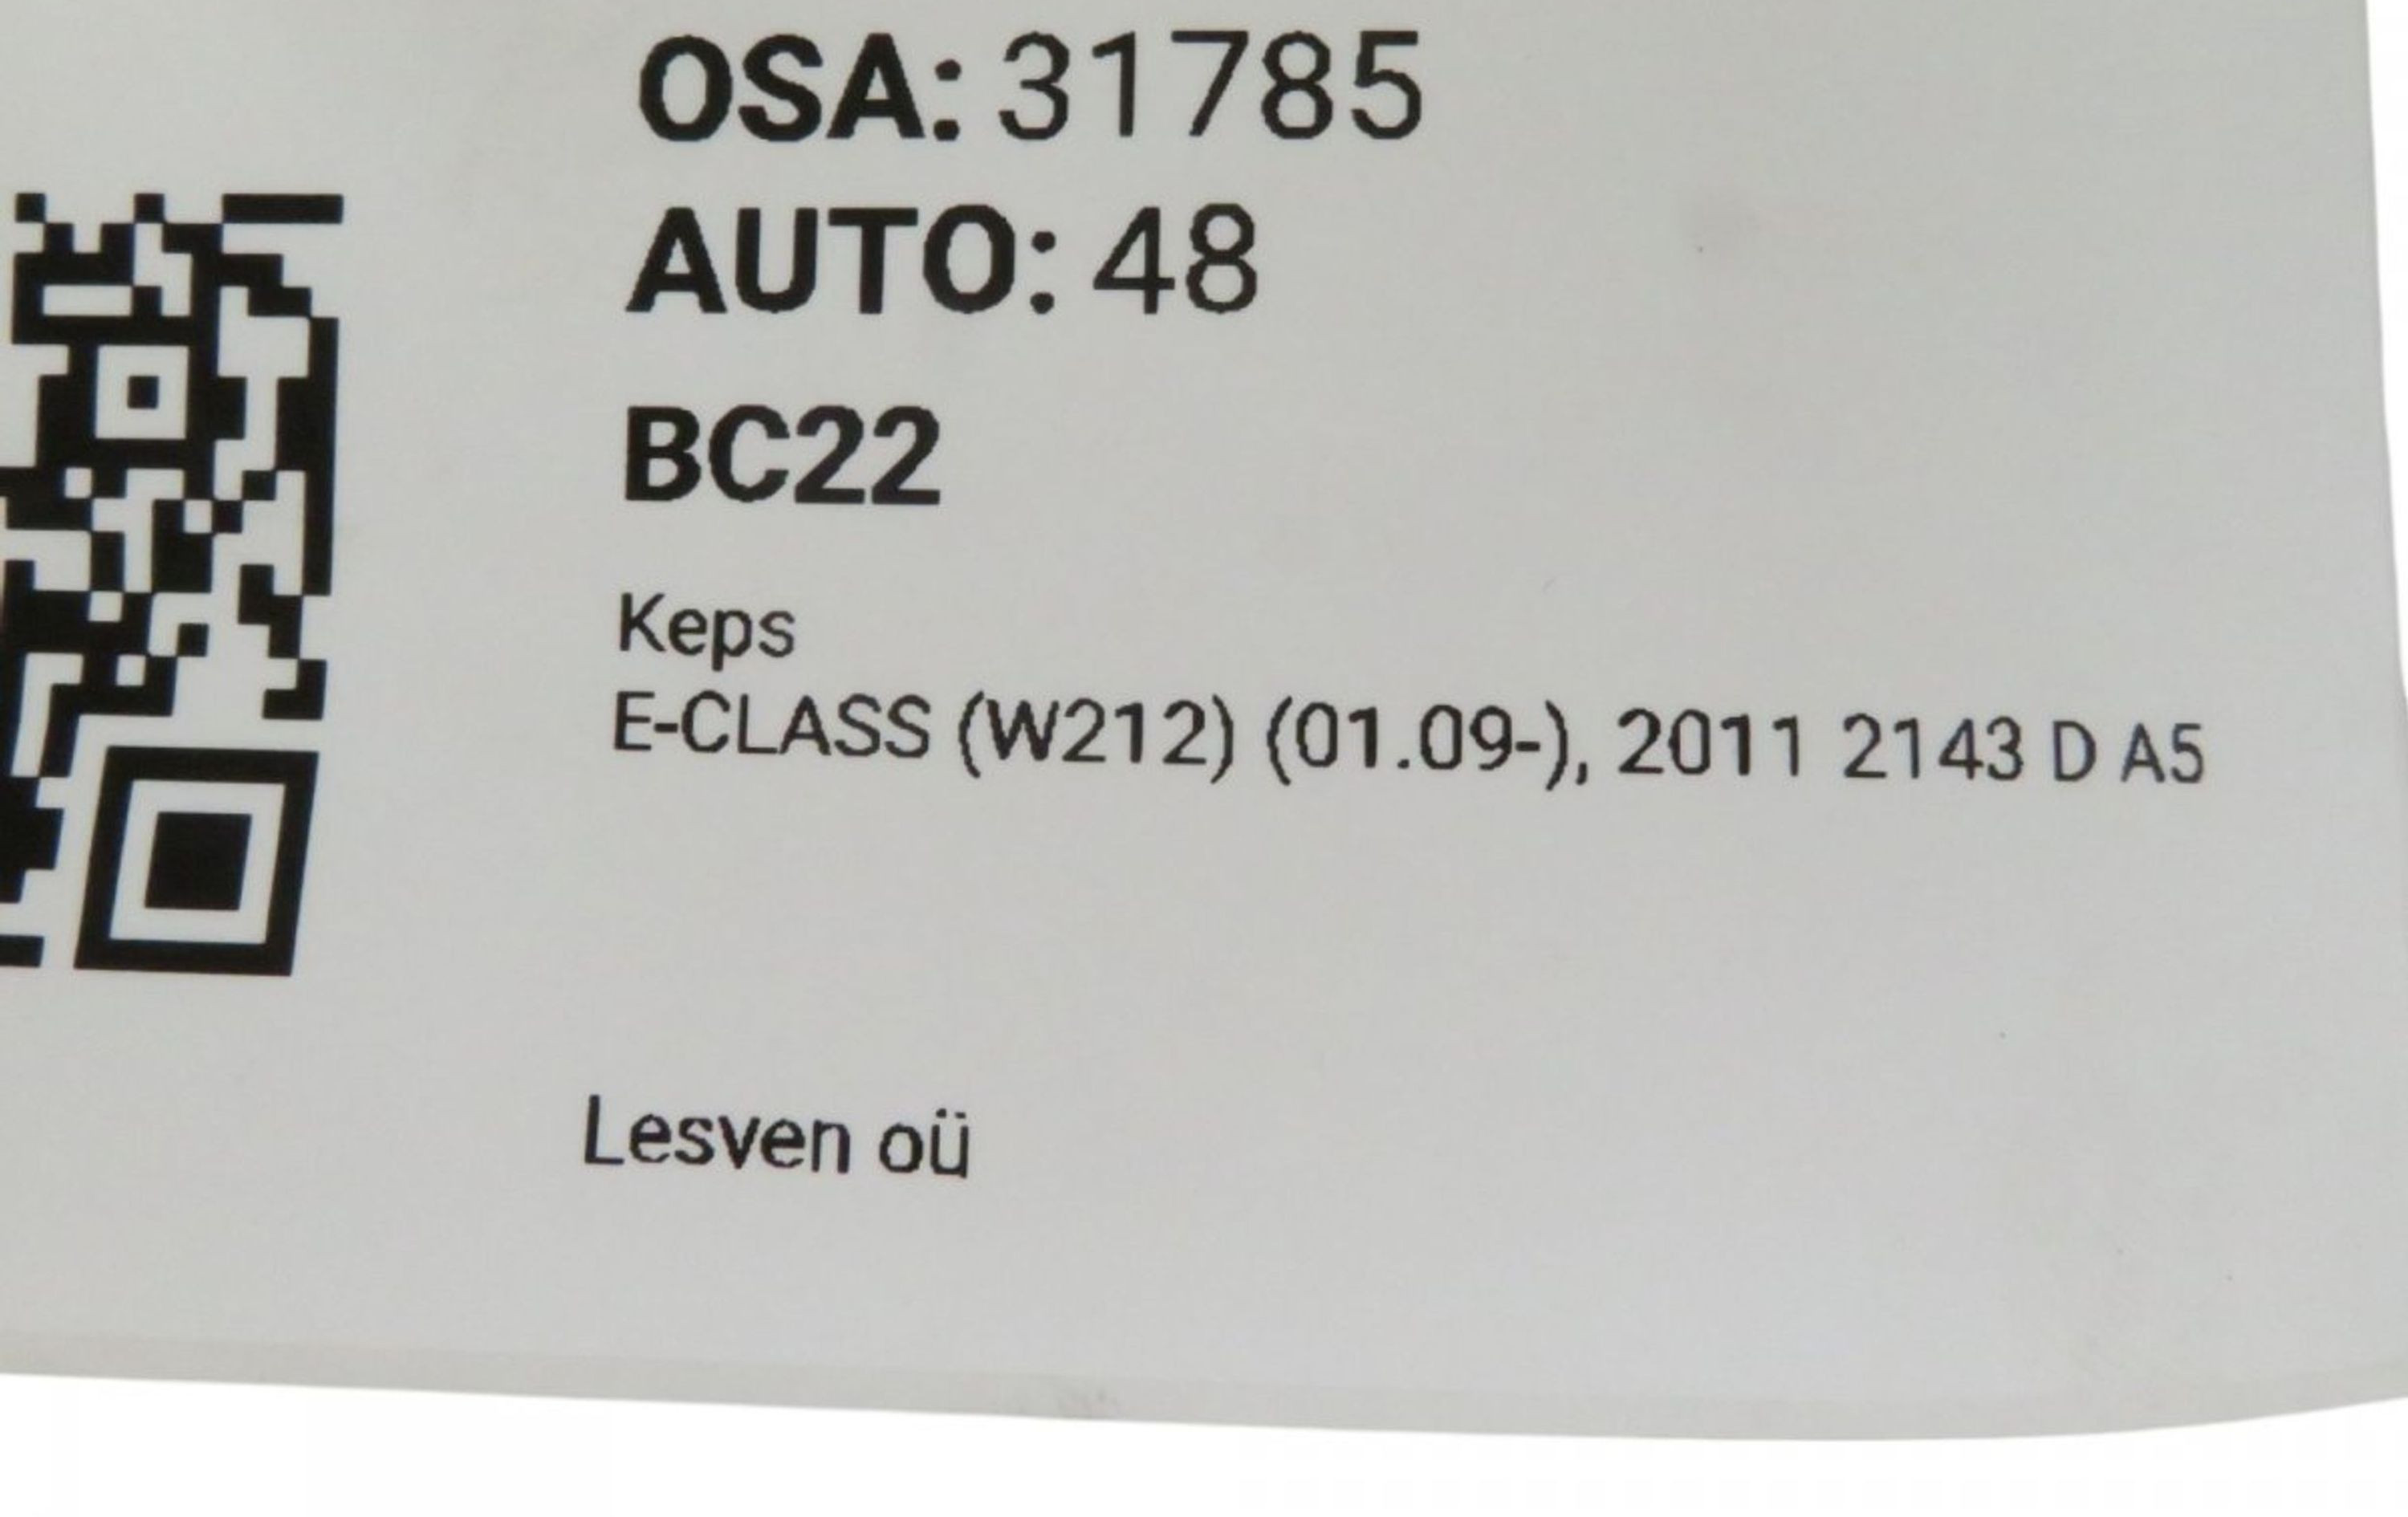 OSA: 31785
AUTO: 48
BC22
Keps
E-CLASS (W212) (01.09-), 2011 2143 D A5
Lesven oü